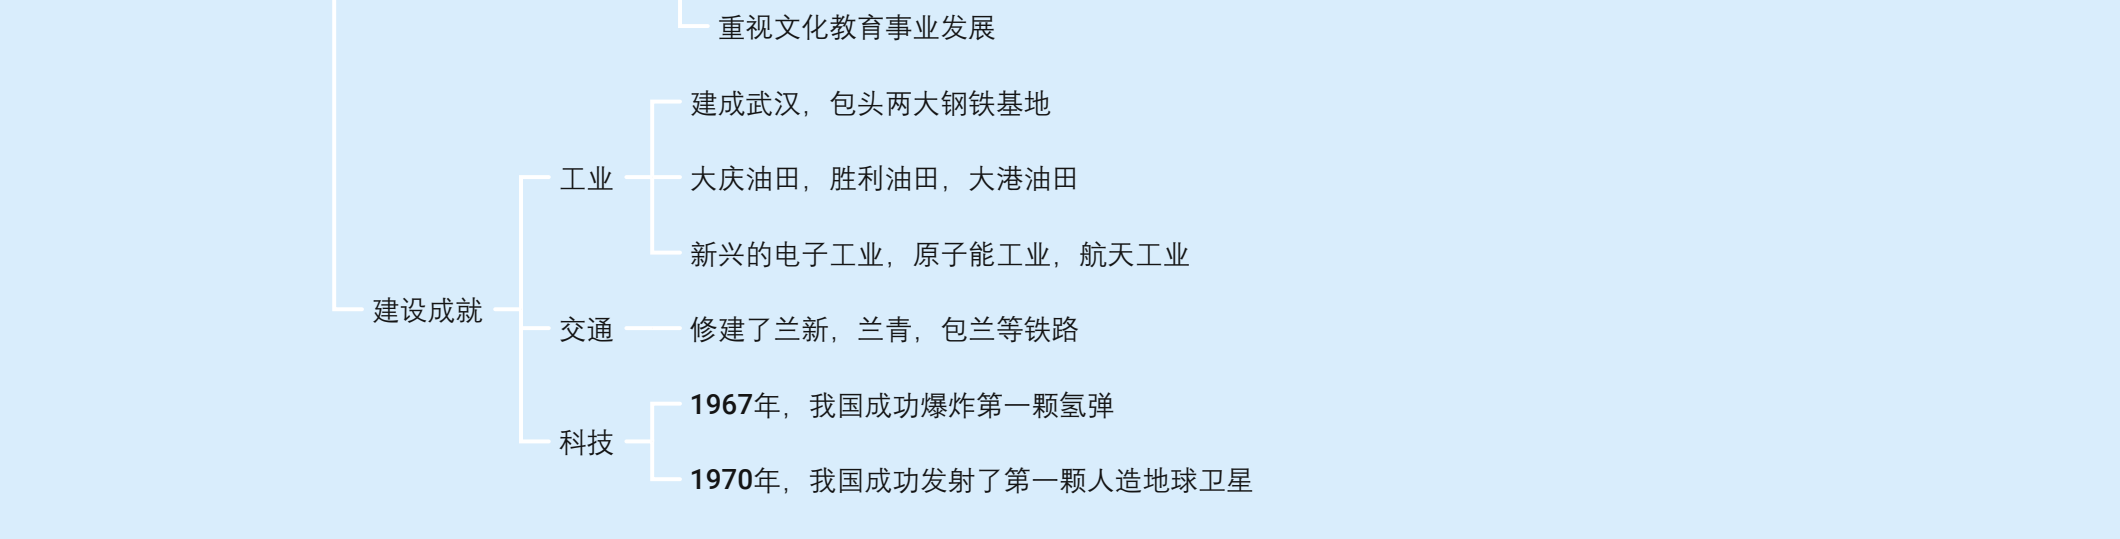 重视文化教育事业发展
建成武汉，包头两大钢铁基地
工业
大庆油田，胜利油田，大港油田
新兴的电子工业，原子能工业，航天工业
建设成就
交通
修建了兰新，兰青，包兰等铁路
1967年，我国成功爆炸第一颗氢弹
科技
1970年，我国成功发射了第一颗人造地球卫星